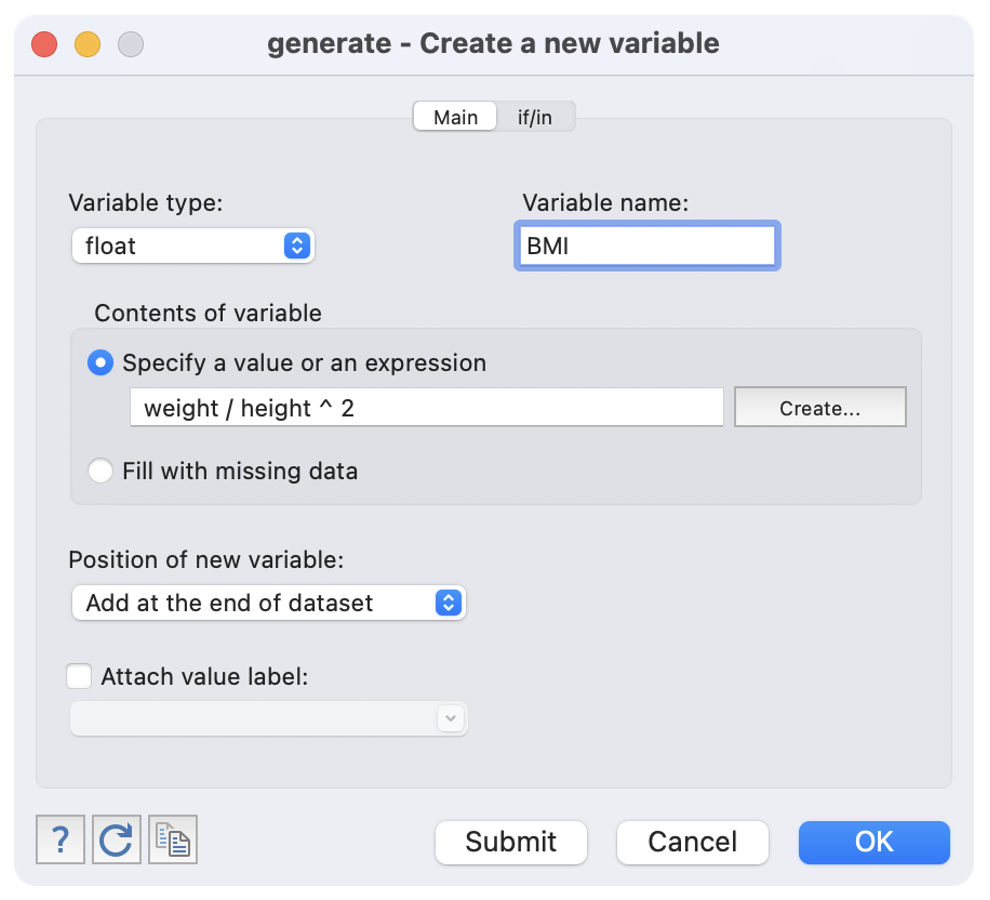 generate - Create a new variable
Main if/in
Variable type: Variable name:
float BMI
Contents of variable
Specify a value or an expression
weight / height ^ 2 Create...
Fill with missing data
Position of new variable:
Add at the end of dataset
Attach value label:
? Submit Cancel OK